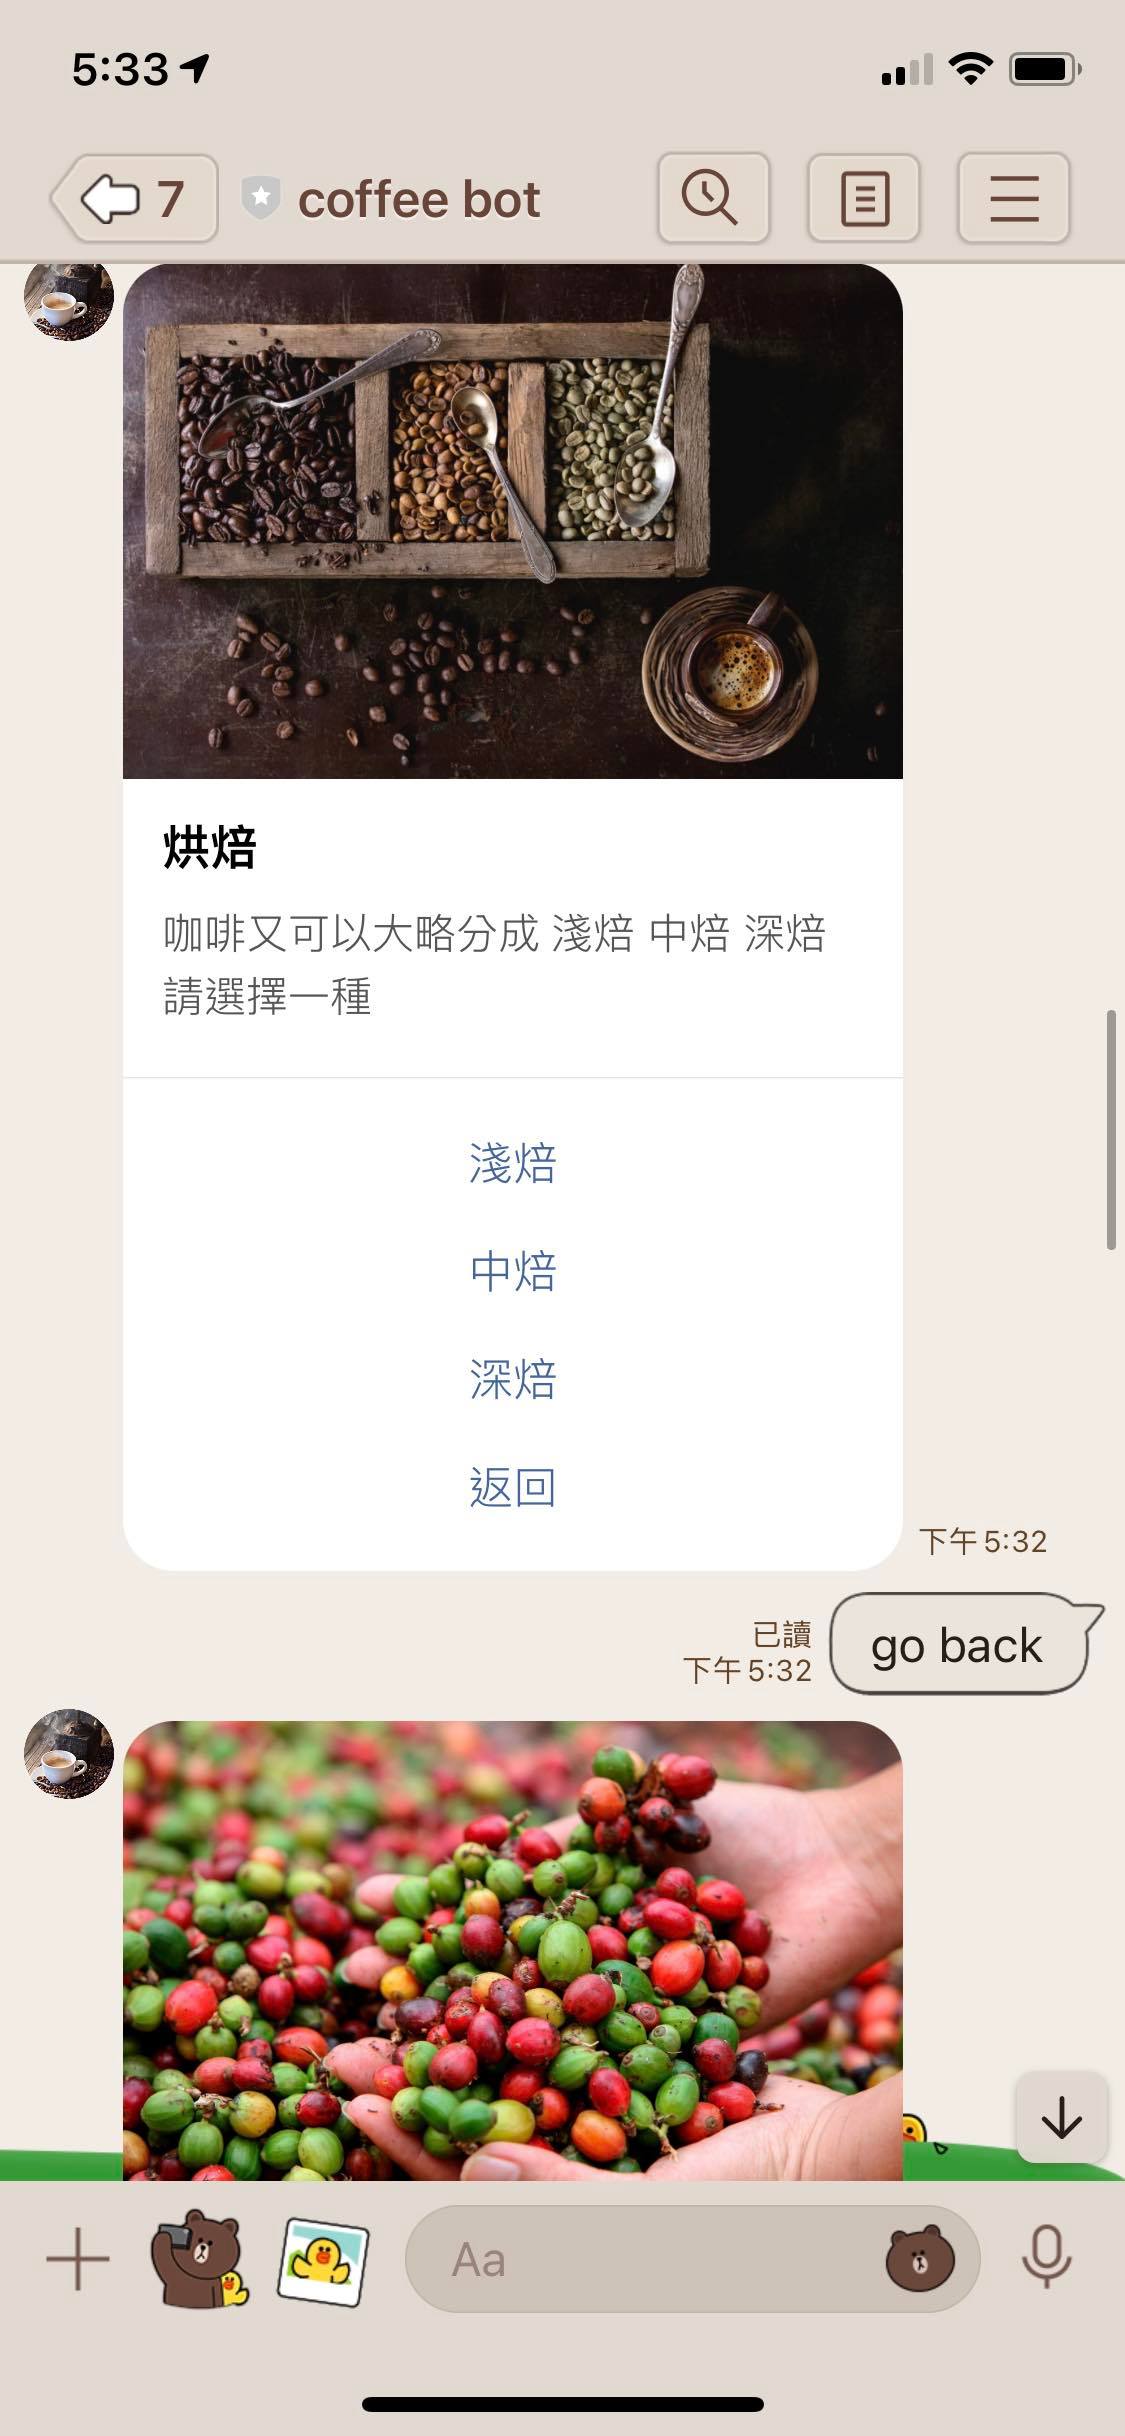 5:33
7
coffee bot
烘焙
咖啡又可以大略分成 淺焙 中焙 深焙
請選擇一種
淺焙
中焙
深焙
返回
下午 5:32
已讀
下午 5:32
go back
Aa